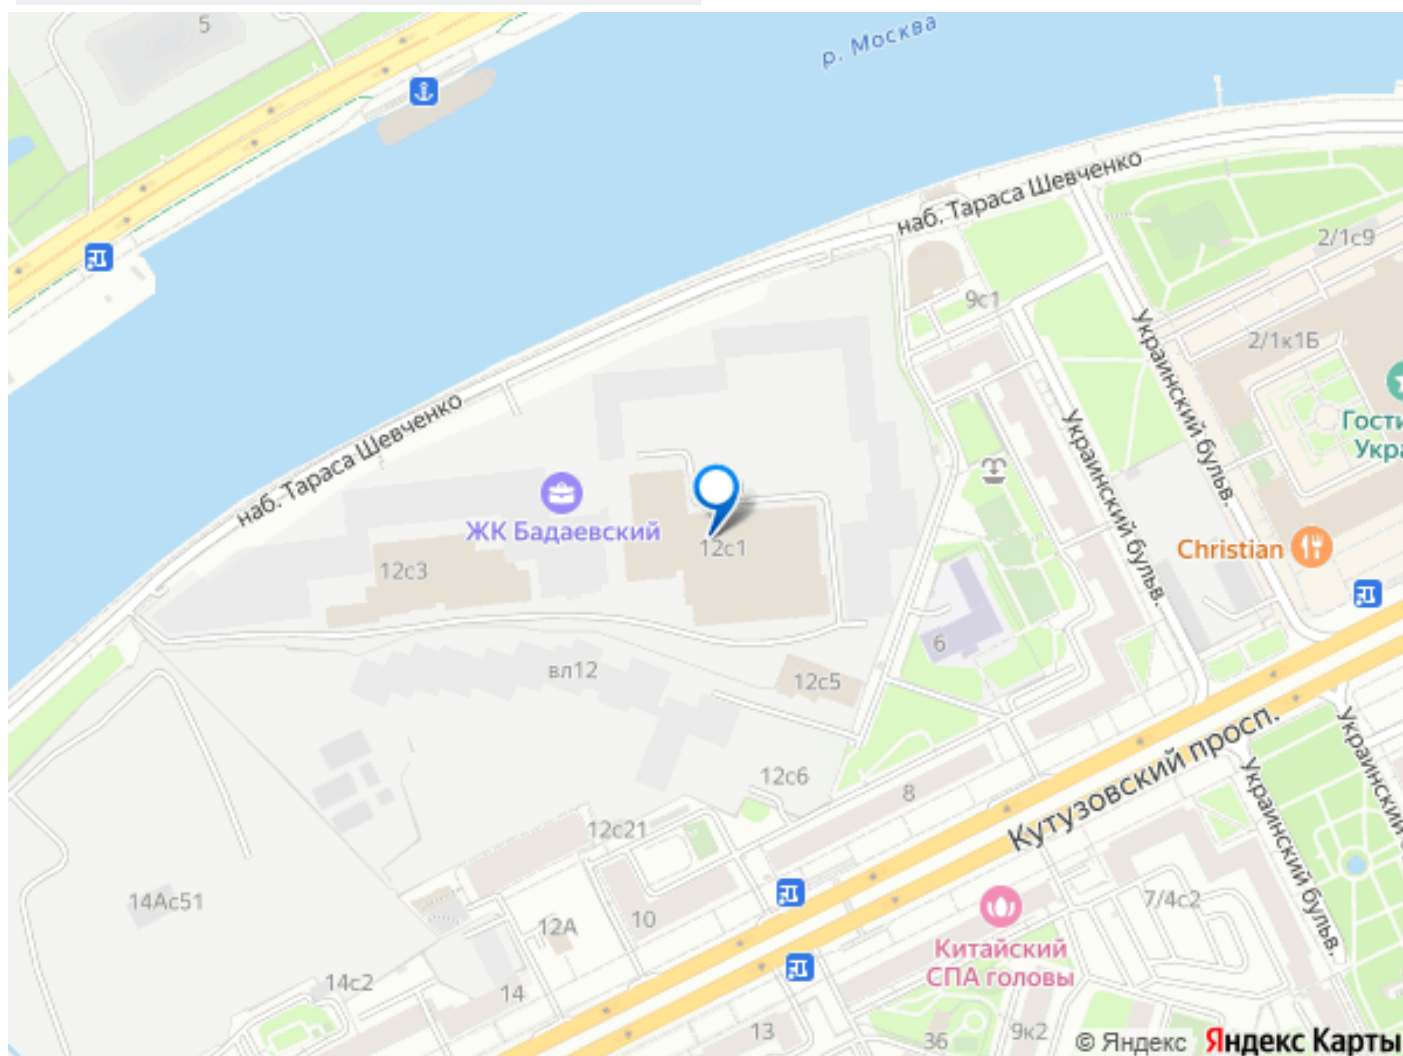 5
р. Москва
наб. Тараса Шевченко
2/1с9
9с1
Украинский бульв.
2/1к1Б
наб. Тараса Шевченко
Украинский бульв.
Гости
Укра
ЖК Бадаевский
12с1
Christian
12с3
6
вл12
12с5
Кутузовский просп.
Украинский
Украинский бульв.
12с6
8
12с21
14Ас51
10
12А
7/4с2
Китайский
СПА головы
14с2
14
13
36
9к2
© Яндекс Яндекс Карты